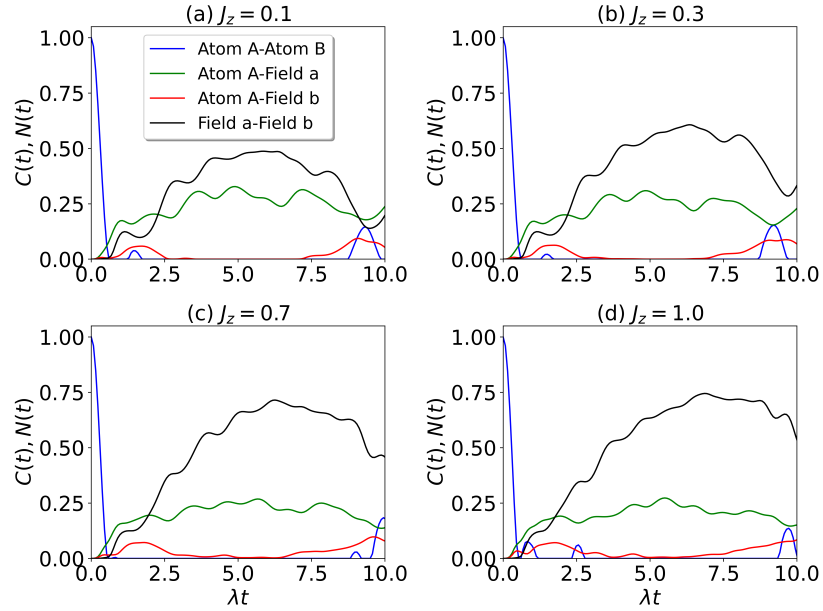 (a) J_z = 0.1
(b) J_z = 0.3
C(t), N(t)
1.00
0.75
0.50
0.25
0.00
0.0 2.5 5.0 7.5 10.0
Atom A-Atom B
Atom A-Field a
Atom A-Field b
Field a-Field b
C(t), N(t)
1.00
0.75
0.50
0.25
0.00
0.0 2.5 5.0 7.5 10.0
(c) J_z = 0.7
(d) J_z = 1.0
C(t), N(t)
1.00
0.75
0.50
0.25
0.00
0.0 2.5 5.0 7.5 10.0
λt
C(t), N(t)
1.00
0.75
0.50
0.25
0.00
0.0 2.5 5.0 7.5 10.0
λt